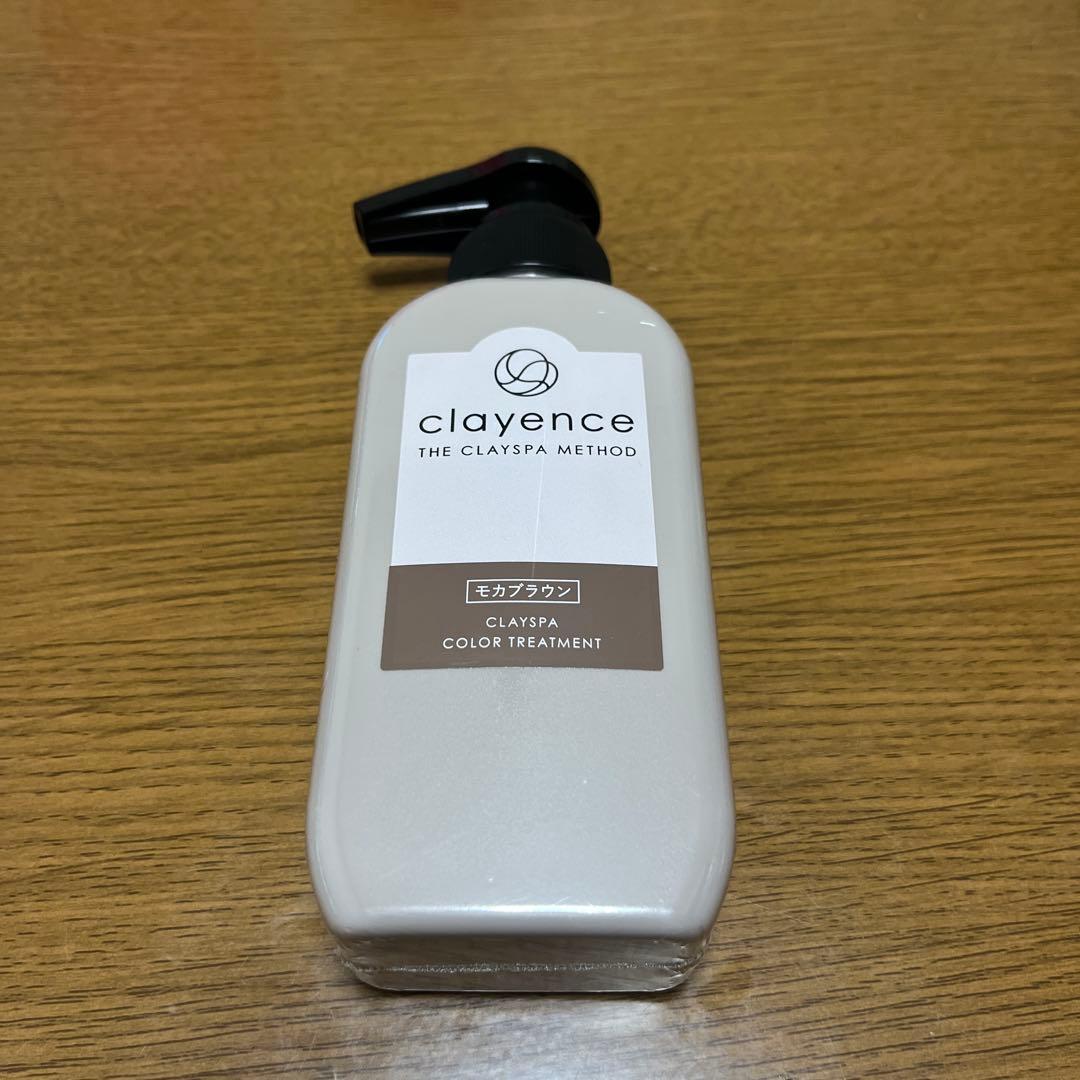 clayence
THE CLAYSPA METHOD
モカブラウン
CLAYSPA
COLOR TREATMENT